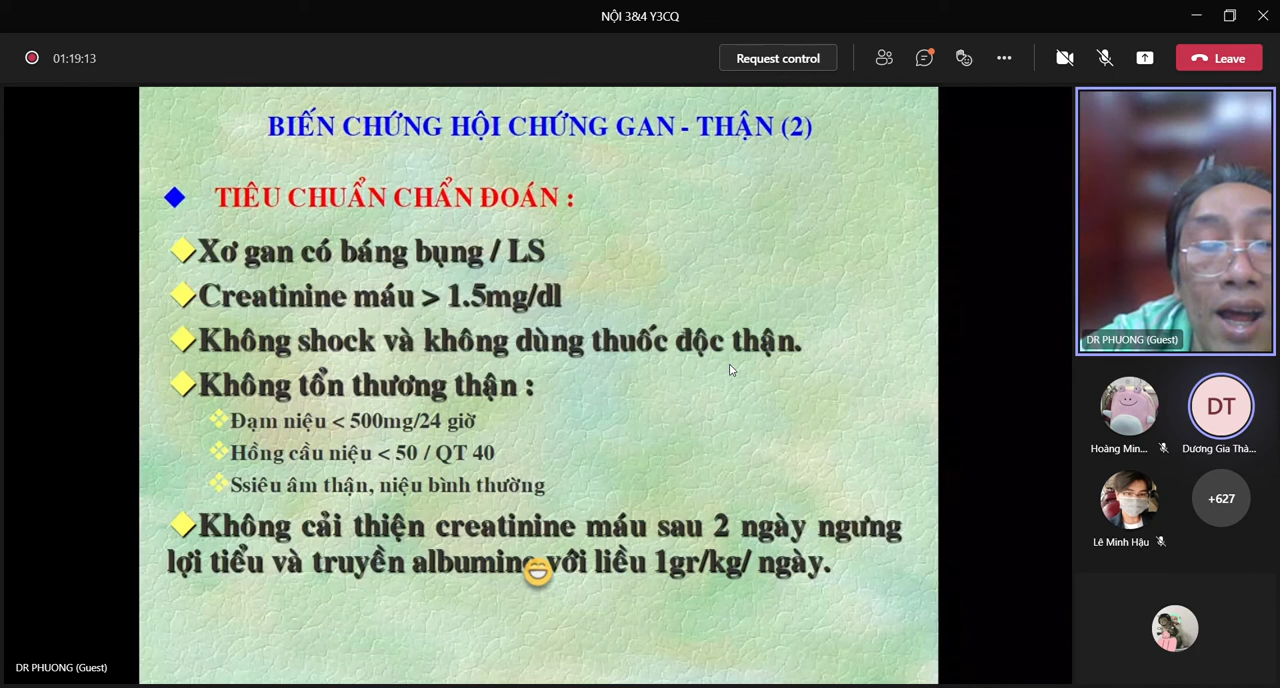 NỘI 3&4 Y3CQ
01:19:13
Request control
Leave
BIẾN CHỨNG HỘI CHỨNG GAN - THẬN (2)
TIÊU CHUẨN CHẨN ĐOÁN :
Xơ gan có báng bụng / LS
Creatinine máu > 1.5mg/dl
Không shock và không dùng thuốc độc thận.
Không tổn thương thận :
Đạm niệu < 500mg/24 giờ
Hồng cầu niệu < 50 / QT 40
Ssiêu âm thận, niệu bình thường
Không cải thiện creatinine máu sau 2 ngày ngưng
lợi tiểu và truyền albumine với liều 1gr/kg/ ngày.
DR PHUONG (Guest)
DR PHUONG (Guest)
DT
Hoàng Min...
Dương Gia Thà...
+627
Lê Minh Hậu